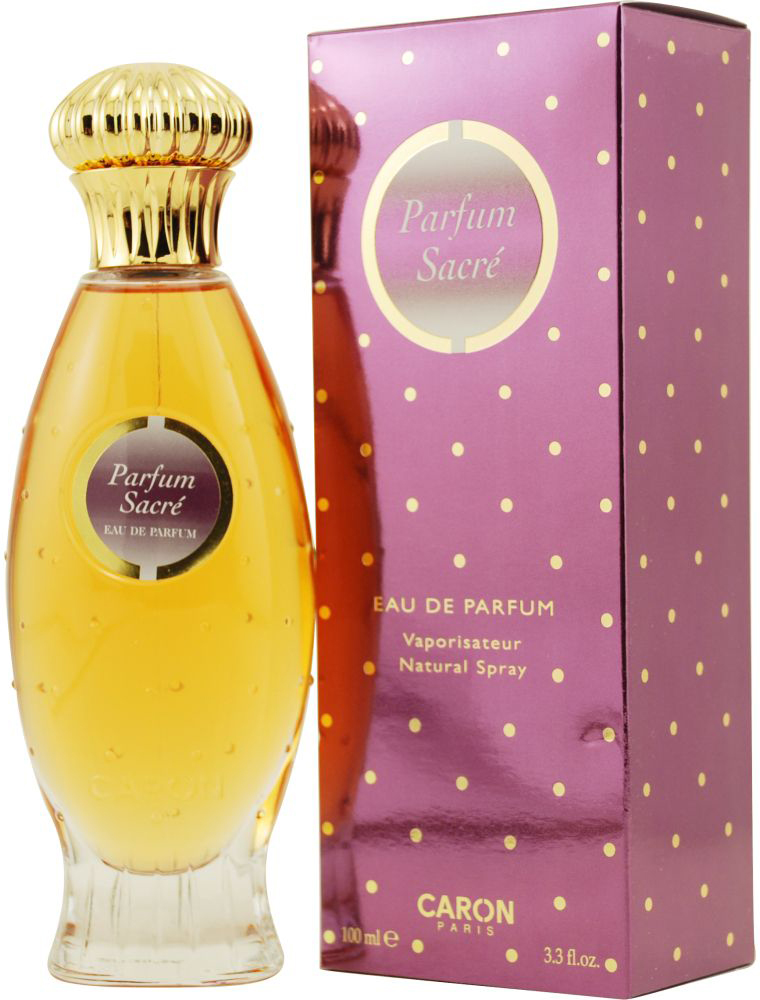 Parfum
Sacré
EAU DE PARFUM
CARON
Parfum
Sacré
EAU DE PARFUM
Vaporisateur
Natural Spray
CARON
PARIS
100 ml e
3.3 fl.oz.